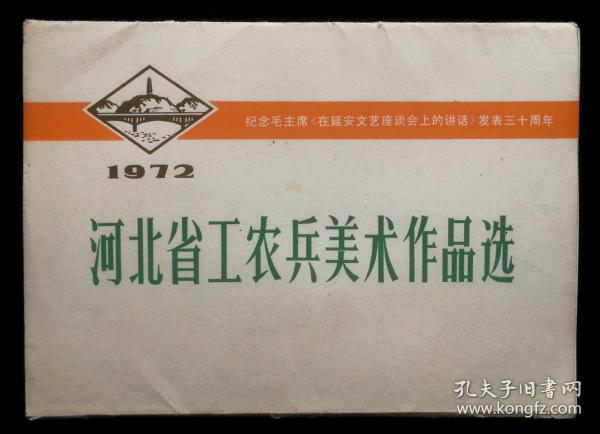 纪念毛主席《在延安文艺座谈会上的讲话》发表三十周年
1972
河北省工农兵美术作品选
孔夫子旧書网
www.kongfz.com